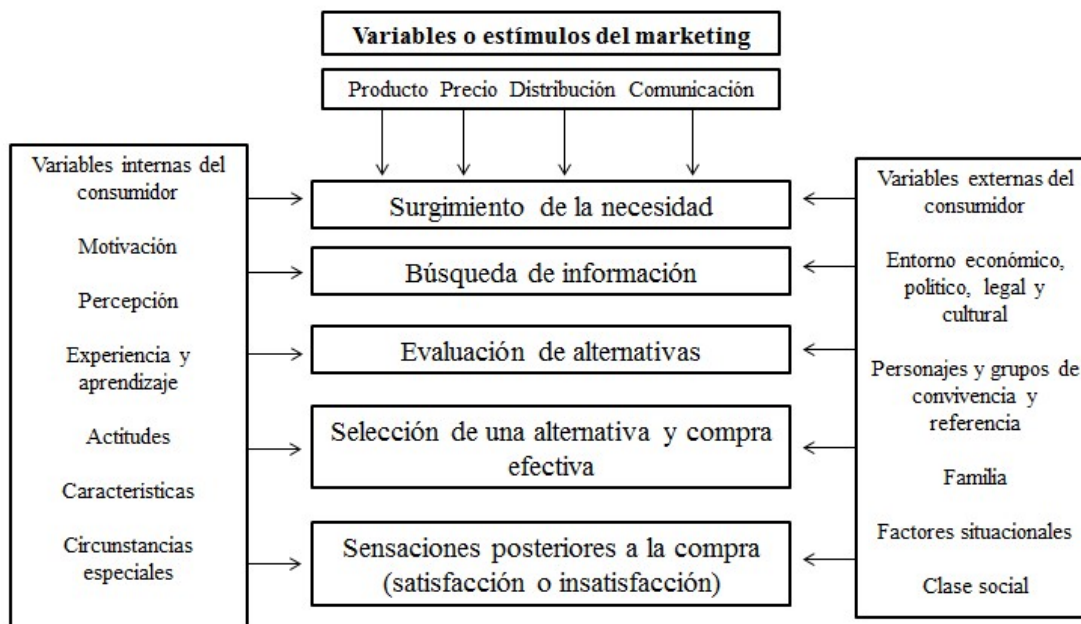 Variables o estímulos del marketing
Producto Precio Distribución Comunicación
Variables internas del
consumidor
Motivación
Percepción
Experiencia y
aprendizaje
Actitudes
Características
Circunstancias
especiales
Surgimiento de la necesidad
Búsqueda de información
Evaluación de alternativas
Selección de una alternativa y compra
efectiva
Sensaciones posteriores a la compra
(satisfacción o insatisfacción)
Variables externas del
consumidor
Entorno económico,
político, legal y
cultural
Personajes y grupos de
convivencia y
referencia
Família
Factores situacionales
Clase social